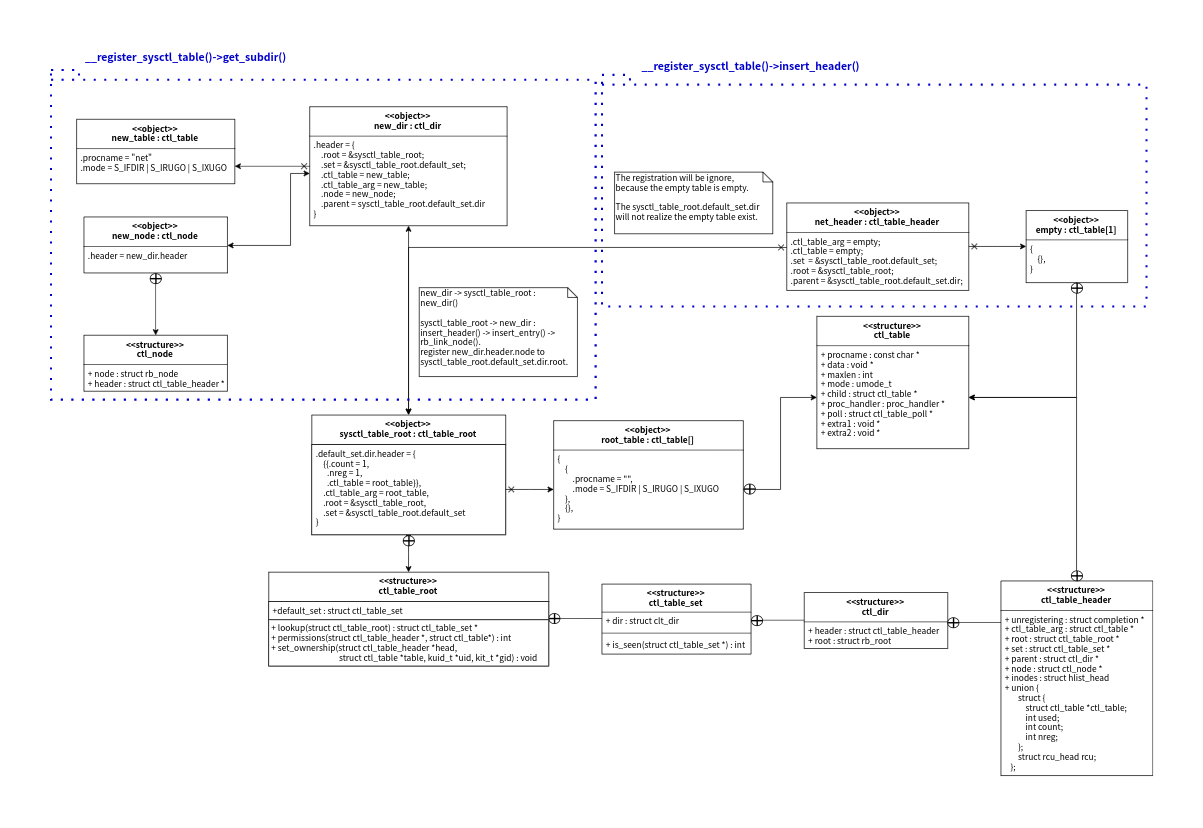 __register_sysctl_table()->get_subdir()
<<object>>
new_table : ctl_table
.procname = "net"
.mode = S_IFDIR | S_IRUGO | S_IXUGO
<<object>>
new_dir : ctl_dir
.header = {
.root = &sysctl_table_root;
.set = &sysctl_table_root.default_set;
.ctl_table = new_table;
.ctl_table_arg = new_table;
.node = new_node;
.parent = sysctl_table_root.default_set.dir
}
<<object>>
new_node : ctl_node
.header = new_dir.header
<<structure>>
ctl_node
+ node : struct rb_node
+ header : struct ctl_table_header *
new_dir -> sysctl_table_root :
new_dir()
sysctl_table_root -> new_dir :
insert_header() -> insert_entry() ->
rb_link_node().
register new_dir.header.node to
sysctl_table_root.default_set.dir.root.
__register_sysctl_table()->insert_header()
The registration will be ignore,
because the empty table is empty.
The sysctl_table_root.default_set.dir
will not realize the empty table exist.
<<object>>
net_header : ctl_table_header
.ctl_table_arg = empty;
.ctl_table = empty;
.set = &sysctl_table_root.default_set;
.root = &sysctl_table_root;
.parent = &sysctl_table_root.default_set.dir;
<<object>>
empty : ctl_table[1]
{
{},
}
<<structure>>
ctl_table
+ procname : const char *
+ data : void *
+ maxlen : int
+ mode : umode_t
+ child : struct ctl_table *
+ proc_handler : proc_handler *
+ poll : struct ctl_table_poll *
+ extra1 : void *
+ extra2 : void *
<<object>>
sysctl_table_root : ctl_table_root
.default_set.dir.header = {
{{.count = 1,
.nreg = 1,
.ctl_table = root_table}},
.ctl_table_arg = root_table,
.root = &sysctl_table_root,
.set = &sysctl_table_root.default_set
}
<<object>>
root_table : ctl_table[]
{
{
.procname = "",
.mode = S_IFDIR | S_IRUGO | S_IXUGO
},
{},
}
<<structure>>
ctl_table_root
+default_set : struct ctl_table_set
+ lookup(struct ctl_table_root) : struct ctl_table_set *
+ permissions(struct ctl_table_header *, struct ctl_table*) : int
+ set_ownership(struct ctl_table_header *head,
struct ctl_table *table, kuid_t *uid, kit_t *gid) : void
<<structure>>
ctl_table_set
+ dir : struct clt_dir
+ is_seen(struct ctl_table_set *) : int
<<structure>>
ctl_dir
+ header : struct ctl_table_header
+ root : struct rb_root
<<structure>>
ctl_table_header
+ unregistering : struct completion *
+ ctl_table_arg : struct ctl_table *
+ root : struct ctl_table_root *
+ set : struct ctl_table_set *
+ parent : struct ctl_dir *
+ node : struct ctl_node *
+ inodes : struct hlist_head
+ union {
struct {
struct ctl_table *ctl_table;
int used;
int count;
int nreg;
};
struct rcu_head rcu;
};